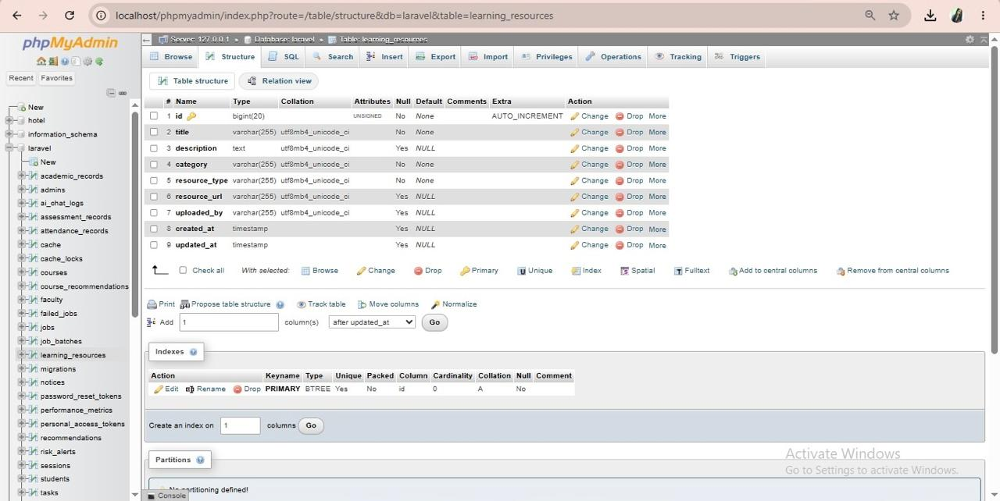 localhost/phpmyadmin/index.php?route=/table/structure&db=laravel&table=learning_resources
phpMyAdmin
Recent Favorites
New
hotel
information_schema
laravel
New
academic_records
admins
ai_chat_logs
assessment_records
attendance_records
cache
cache_locks
courses
course_recommendations
faculty
failed_jobs
jobs
job_batches
learning_resources
migrations
notices
password_reset_tokens
performance_metrics
personal_access_tokens
recommendations
risk_alerts
sessions
students
tasks
Server: 127.0.0.1 » Database: laravel » Table: learning_resources
Browse Structure SQL Search Insert Export Import Privileges Operations Tracking Triggers
Table structure Relation view
# Name Type Collation Attributes Null Default Comments Extra Action
1 id bigint(20) UNSIGNED No None AUTO_INCREMENT Change Drop More
2 title varchar(255) utf8mb4_unicode_ci No None Change Drop More
3 description text utf8mb4_unicode_ci Yes NULL Change Drop More
4 category varchar(255) utf8mb4_unicode_ci No None Change Drop More
5 resource_type varchar(255) utf8mb4_unicode_ci No None Change Drop More
6 resource_url varchar(255) utf8mb4_unicode_ci Yes NULL Change Drop More
7 uploaded_by varchar(255) utf8mb4_unicode_ci Yes NULL Change Drop More
8 created_at timestamp Yes NULL Change Drop More
9 updated_at timestamp Yes NULL Change Drop More
Check all With selected: Browse Change Drop Primary Unique Index Spatial Fulltext Add to central columns Remove from central columns
Print Propose table structure Track table Move columns Normalize
Add 1 column(s) after updated_at Go
Indexes
Action Keyname Type Unique Packed Column Cardinality Collation Null Comment
Edit Rename Drop PRIMARY BTREE Yes No id 0 A No
Create an index on 1 columns Go
Partitions
No partitioning defined!
Console
Activate Windows
Go to Settings to activate Windows.